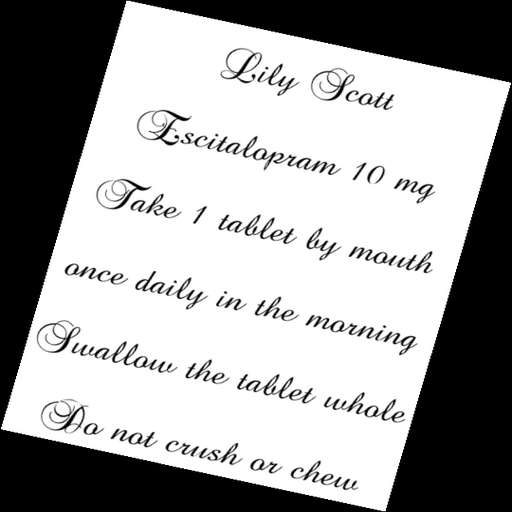 Lily Scott
Escitalopram 10 mg
Take 1 tablet by mouth
once daily in the morning
Swallow the tablet whole
Do not crush or chew